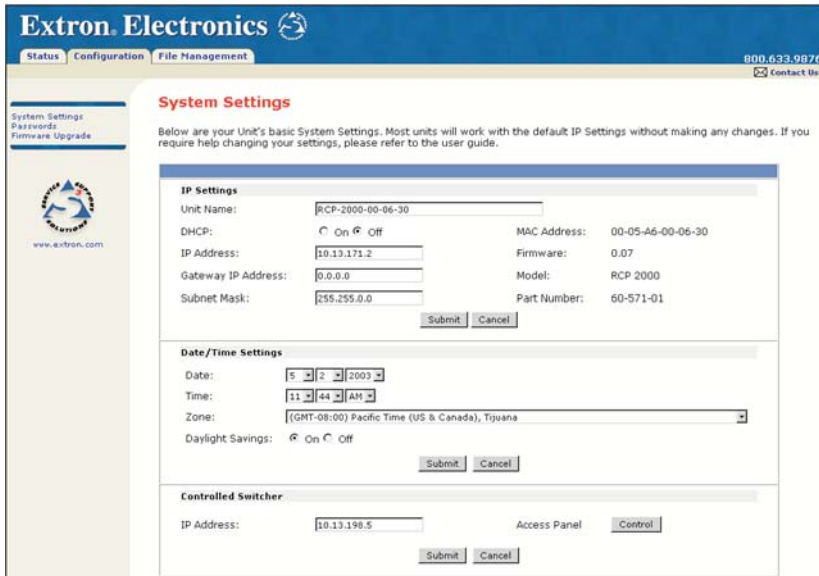 Extron. Electronics
Status Configuration File Management
800.633.9876
Contact Us
System Settings
Passwords
Firmware Upgrade
SERVICE SUPPORT SOLUTIONS
www.extron.com
System Settings
Below are your Unit's basic System Settings. Most units will work with the default IP Settings without making any changes. If you
require help changing your settings, please refer to the user guide.
IP Settings
Unit Name: RCP-2000-00-06-30
DHCP: On Off MAC Address: 00-05-A6-00-06-30
IP Address: 10.13.171.2 Firmware: 0.07
Gateway IP Address: 0.0.0.0 Model: RCP 2000
Subnet Mask: 255.255.0.0 Part Number: 60-571-01
Submit Cancel
Date/Time Settings
Date: 5 2 2003
Time: 11 44 AM
Zone: (GMT-08:00) Pacific Time (US & Canada), Tijuana
Daylight Savings: On Off
Submit Cancel
Controlled Switcher
IP Address: 10.13.198.5 Access Panel Control
Submit Cancel